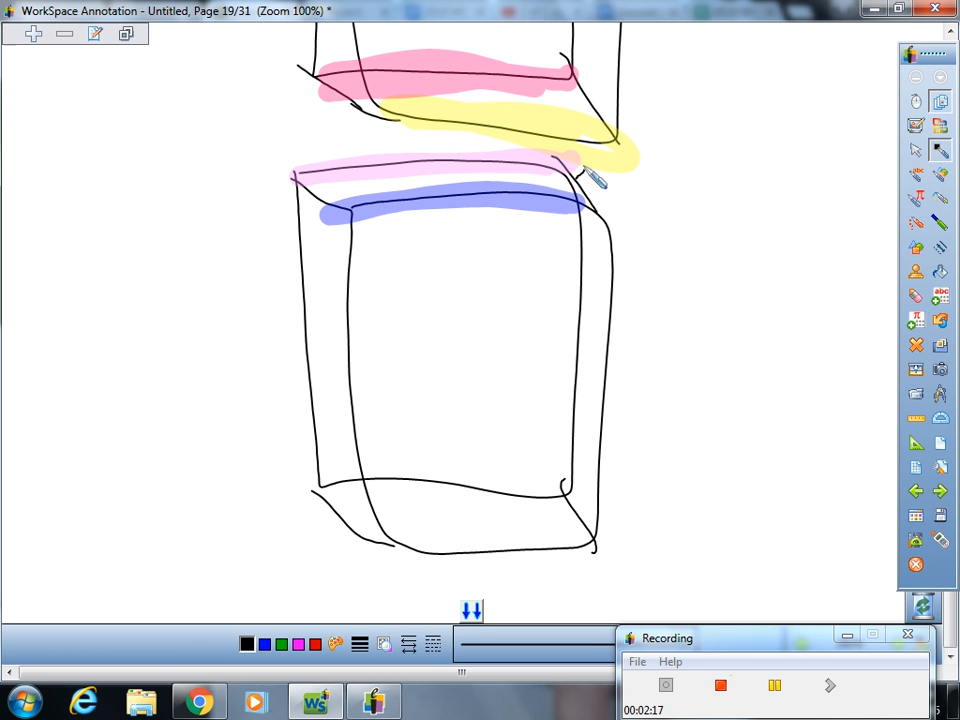 WorkSpace Annotation - Untitled, Page 19/31 (Zoom 100%) *
Recording
File Help
00:02:17